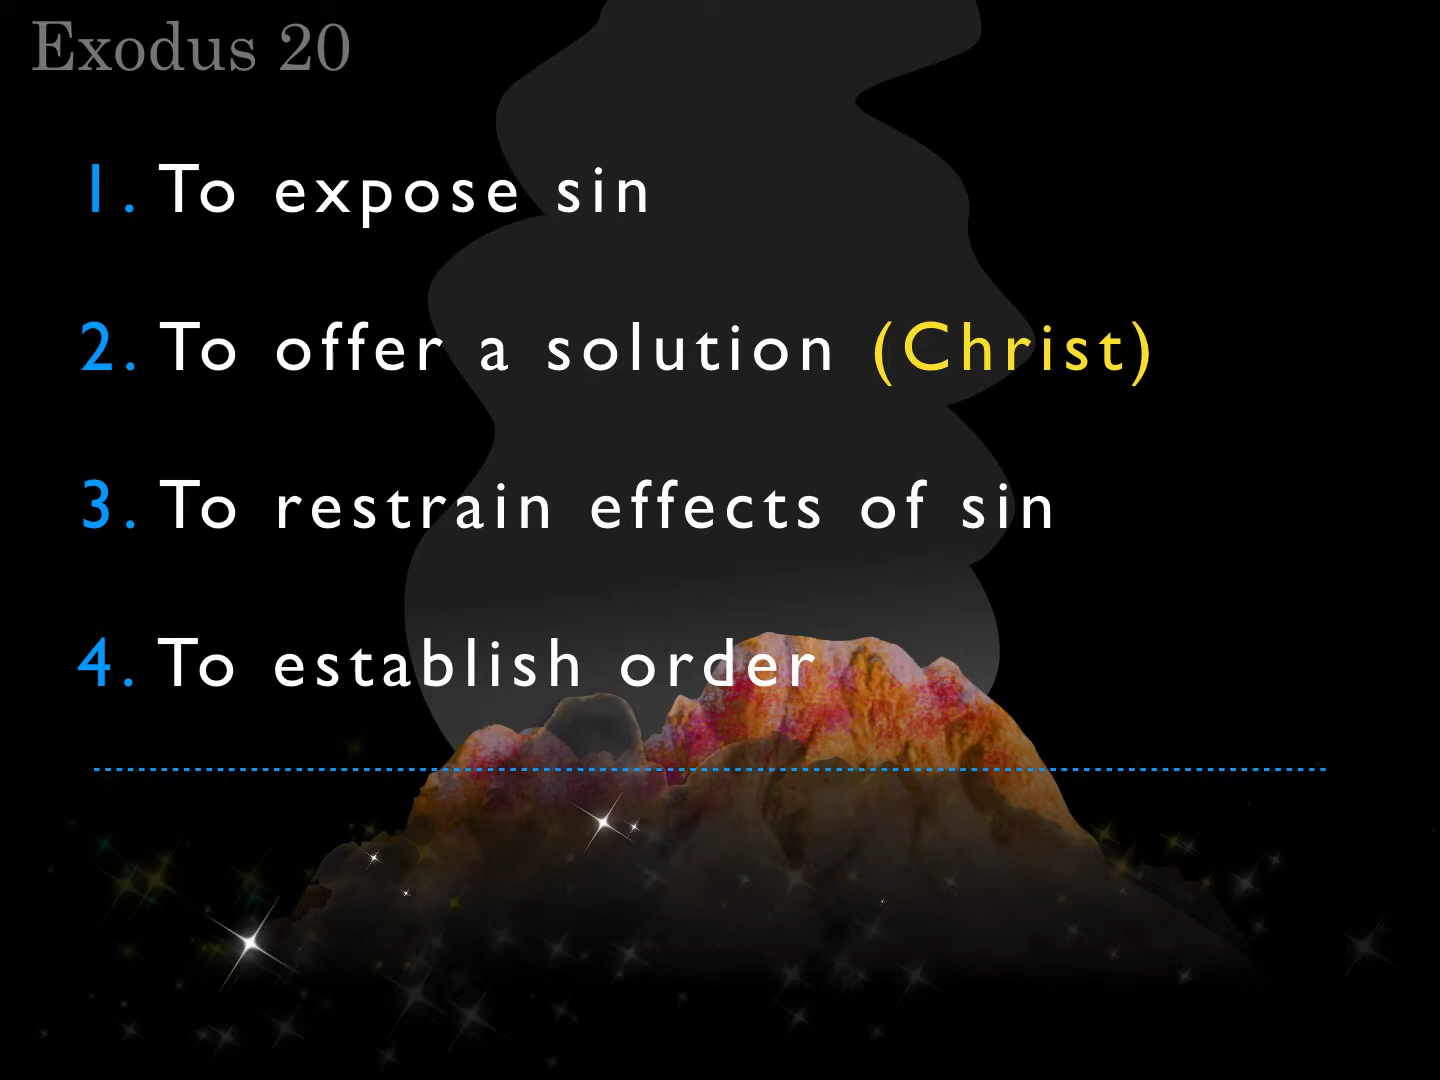 Exodus 20
1. To expose sin
2. To offer a solution (Christ)
3. To restrain effects of sin
4. To establish order